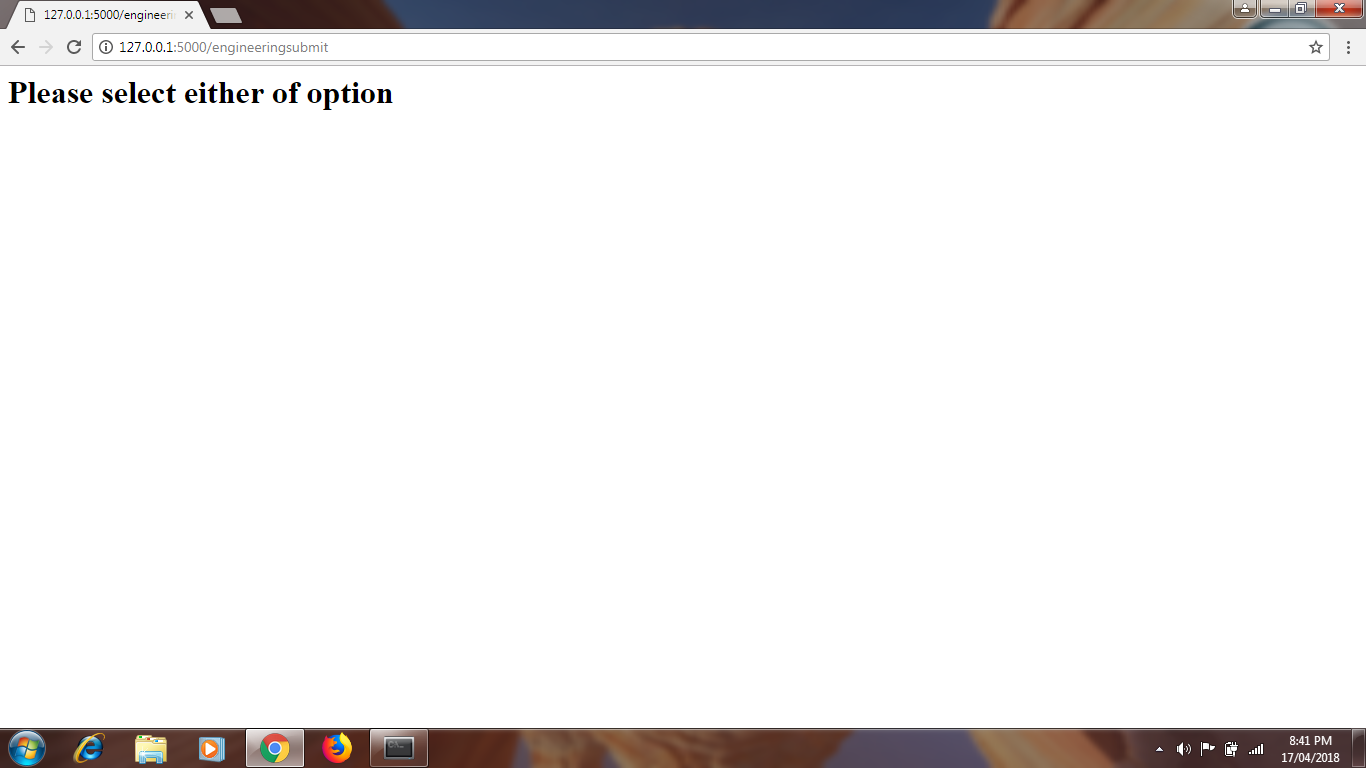 127.0.0.1:5000/engineeri
127.0.0.1:5000/engineeringsubmit
Please select either of option
8:41 PM
17/04/2018